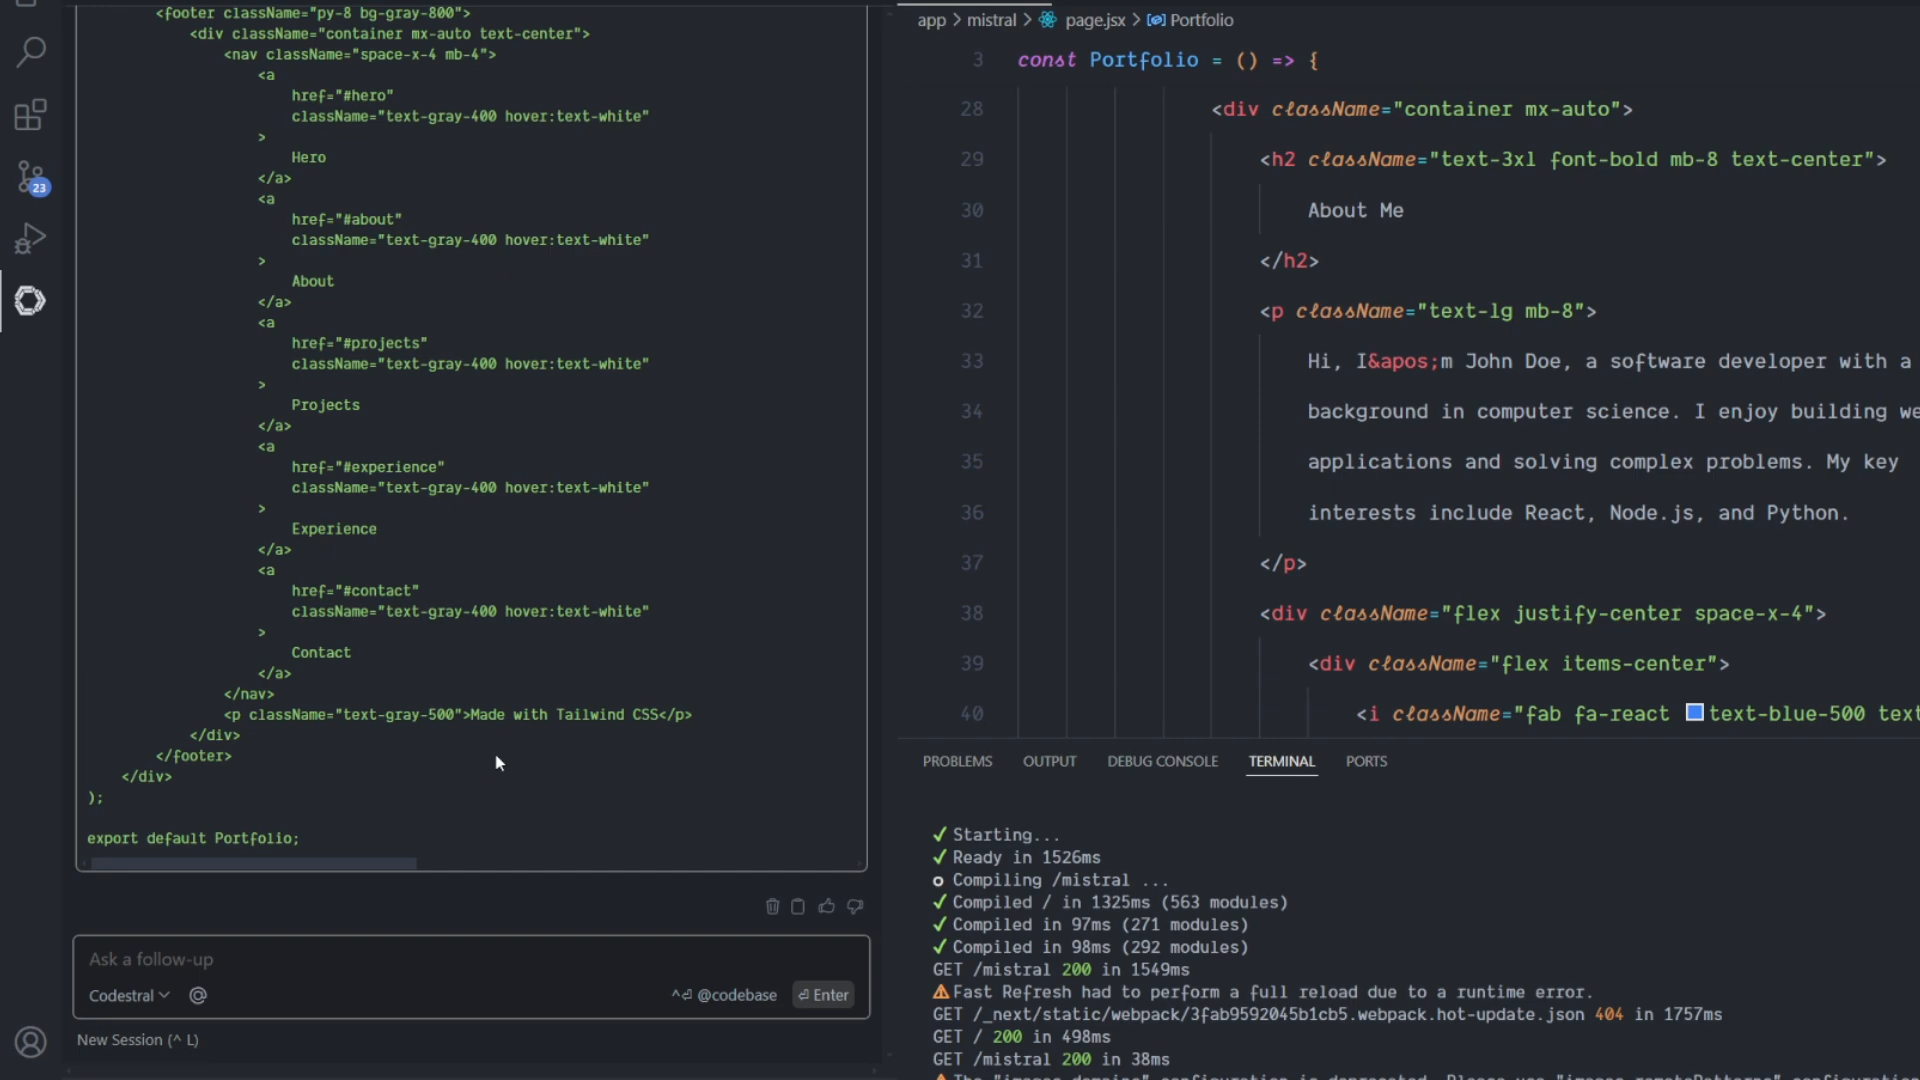 <footer className="py-8 bg-gray-800">
<div className="container mx-auto text-center">
<nav className="space-x-4 mb-4">
<a
href="#hero"
className="text-gray-400 hover:text-white"
>
Hero
</a>
<a
href="#about"
className="text-gray-400 hover:text-white"
>
About
</a>
<a
href="#projects"
className="text-gray-400 hover:text-white"
>
Projects
</a>
<a
href="#experience"
className="text-gray-400 hover:text-white"
>
Experience
</a>
<a
href="#contact"
className="text-gray-400 hover:text-white"
>
Contact
</a>
</nav>
<p className="text-gray-500">Made with Tailwind CSS</p>
</div>
</footer>
</div>
);
export default Portfolio;
Ask a follow-up
Codestral @
^⏎ @codebase ⏎ Enter
New Session (^ L)
23
app > mistral > page.jsx > Portfolio
3 const Portfolio = () => {
28 <div className="container mx-auto">
29 <h2 className="text-3xl font-bold mb-8 text-center">
30 About Me
31 </h2>
32 <p className="text-lg mb-8">
33 Hi, I&apos;m John Doe, a software developer with a
34 background in computer science. I enjoy building we
35 applications and solving complex problems. My key
36 interests include React, Node.js, and Python.
37 </p>
38 <div className="flex justify-center space-x-4">
39 <div className="flex items-center">
40 <i className="fab fa-react text-blue-500 text
PROBLEMS OUTPUT DEBUG CONSOLE TERMINAL PORTS
✓ Starting...
✓ Ready in 1526ms
○ Compiling /mistral ...
✓ Compiled / in 1325ms (563 modules)
✓ Compiled in 97ms (271 modules)
✓ Compiled in 98ms (292 modules)
GET /mistral 200 in 1549ms
⚠ Fast Refresh had to perform a full reload due to a runtime error.
GET /_next/static/webpack/3fab9592045b1cb5.webpack.hot-update.json 404 in 1757ms
GET / 200 in 498ms
GET /mistral 200 in 38ms